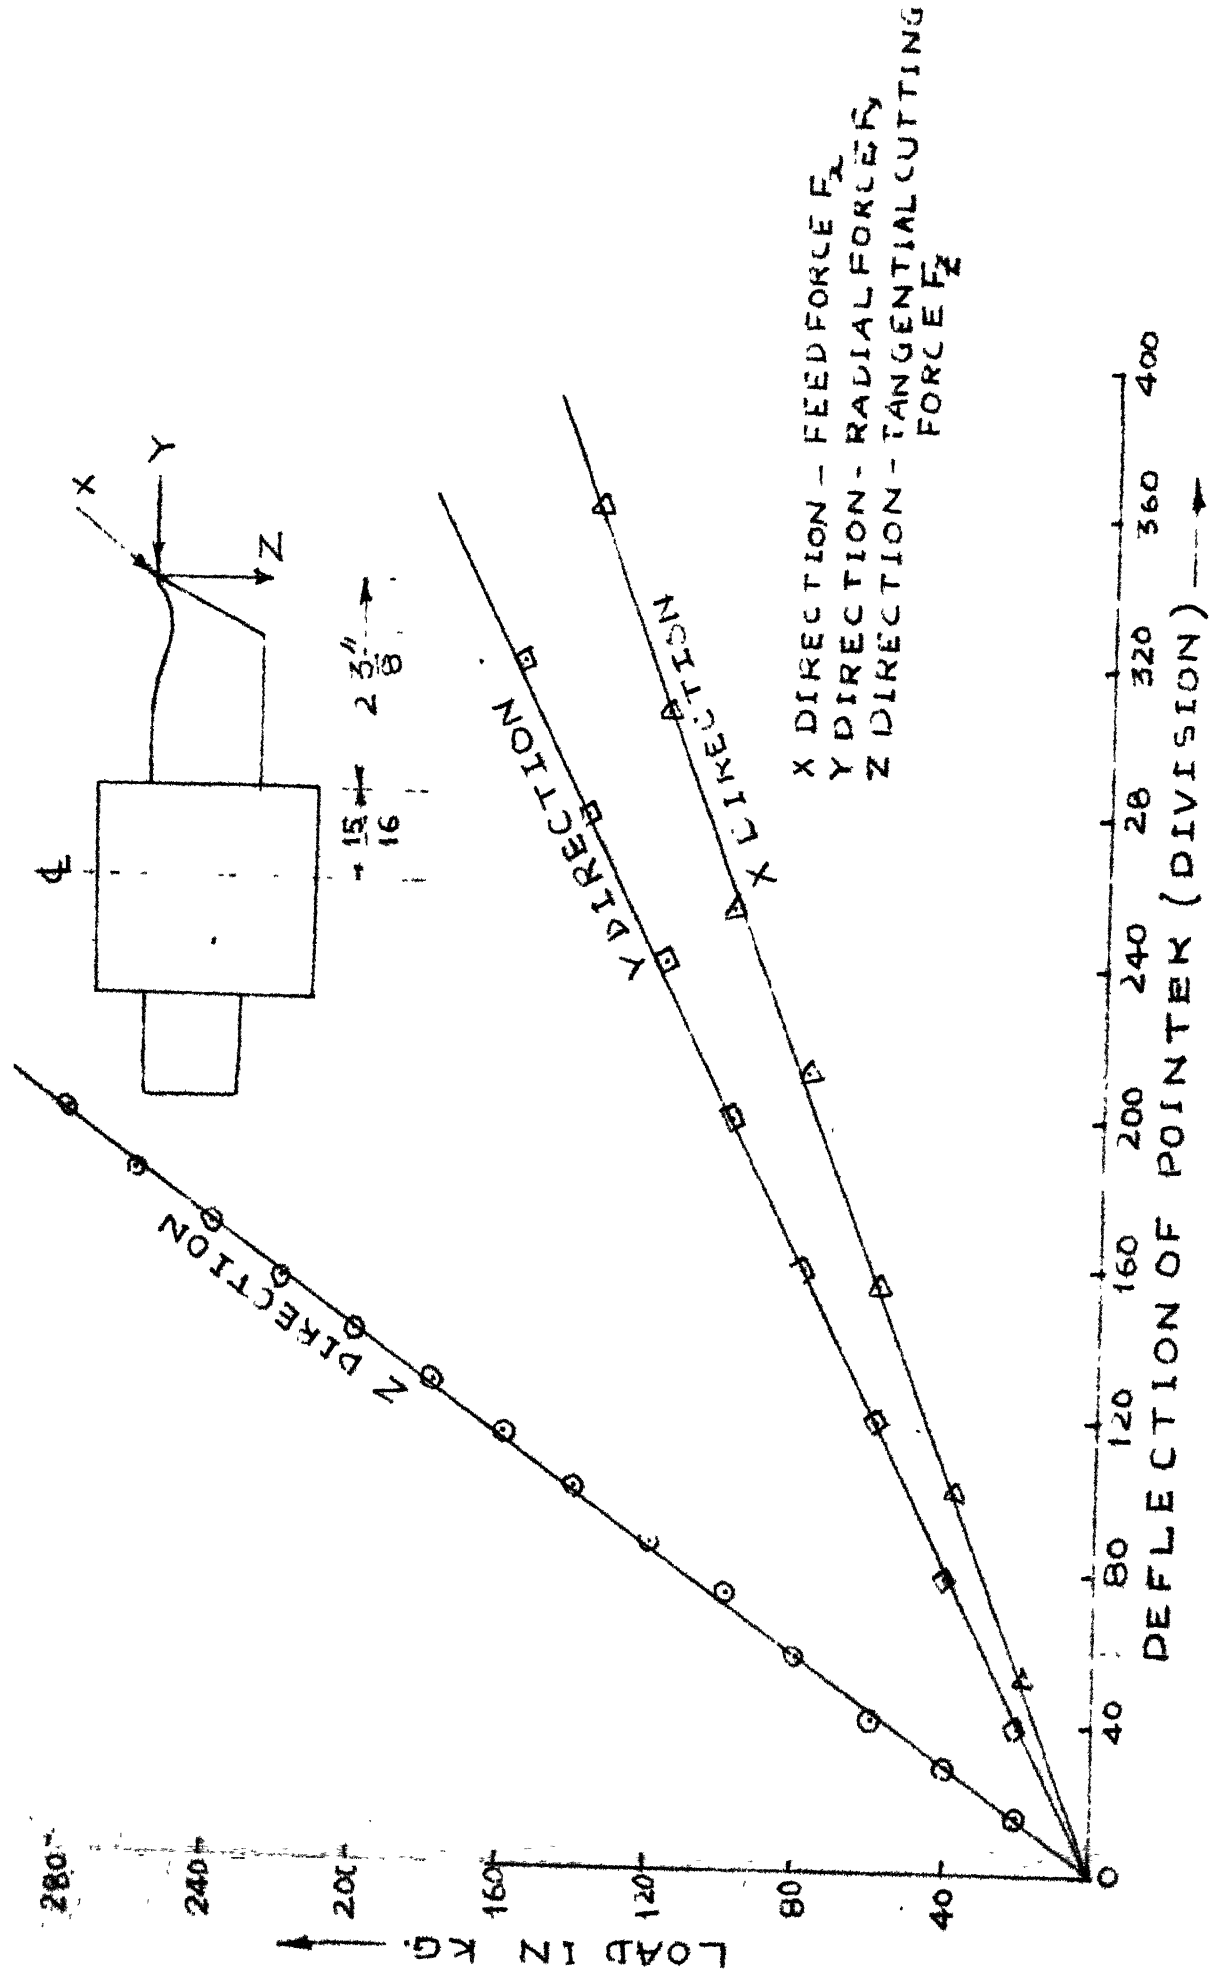 ℄
X
Y
Z
15/16
2 3/8"
Z DIRECTION
Y DIRECTION
X DIRECTION
X DIRECTION - FEED FORCE Fx
Y DIRECTION - RADIAL FORCE Fy
Z DIRECTION - TANGENTIAL CUTTING
FORCE Fz
LOAD IN KG.
280
240
200
160
120
80
40
0
40
80
120
160
200
240
28
320
360
400
DEFLECTION OF POINTER (DIVISION)